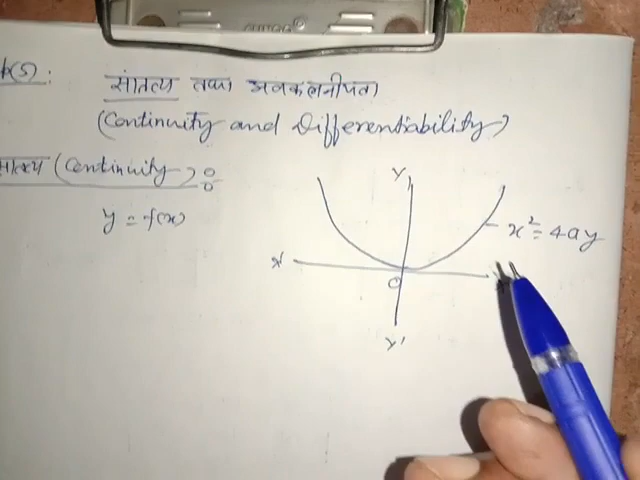 सांतत्य तथा अवकलनीयता
(Continuity and Differentiability)
(Continuity) :
y = f(x)
Y
x² = 4ay
X'
O
Y'